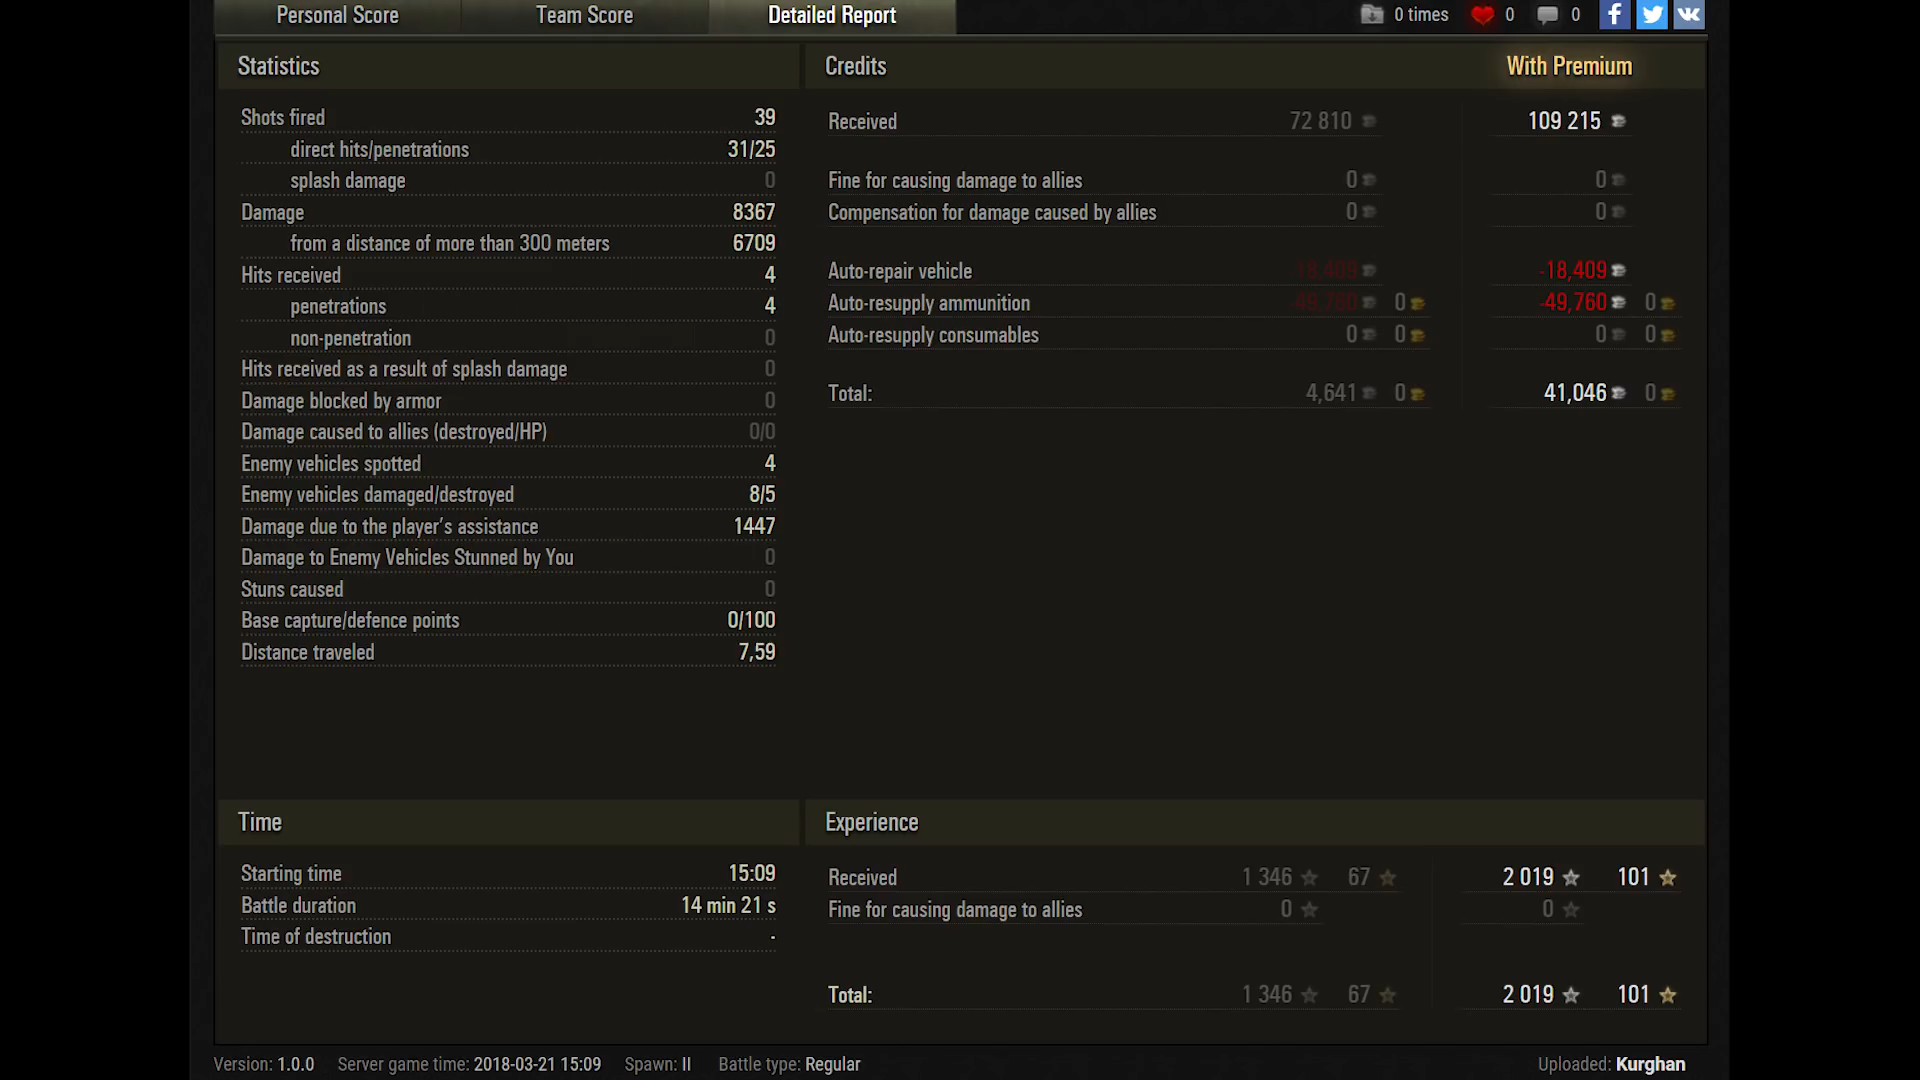 Personal Score Team Score Detailed Report 0 times 0 0
Statistics
Shots fired 39
direct hits/penetrations 31/25
splash damage 0
Damage 8367
from a distance of more than 300 meters 6709
Hits received 4
penetrations 4
non-penetration 0
Hits received as a result of splash damage 0
Damage blocked by armor 0
Damage caused to allies (destroyed/HP) 0/0
Enemy vehicles spotted 4
Enemy vehicles damaged/destroyed 8/5
Damage due to the player's assistance 1447
Damage to Enemy Vehicles Stunned by You 0
Stuns caused 0
Base capture/defence points 0/100
Distance traveled 7,59
Credits With Premium
Received 72 810 109 215
Fine for causing damage to allies 0 0
Compensation for damage caused by allies 0 0
Auto-repair vehicle -18,409 -18,409
Auto-resupply ammunition -49,760 0 -49,760 0
Auto-resupply consumables 0 0 0 0
Total: 4,641 0 41,046 0
Time
Starting time 15:09
Battle duration 14 min 21 s
Time of destruction -
Experience
Received 1 346 67 2 019 101
Fine for causing damage to allies 0 0
Total: 1 346 67 2 019 101
Version: 1.0.0 Server game time: 2018-03-21 15:09 Spawn: II Battle type: Regular Uploaded: Kurghan